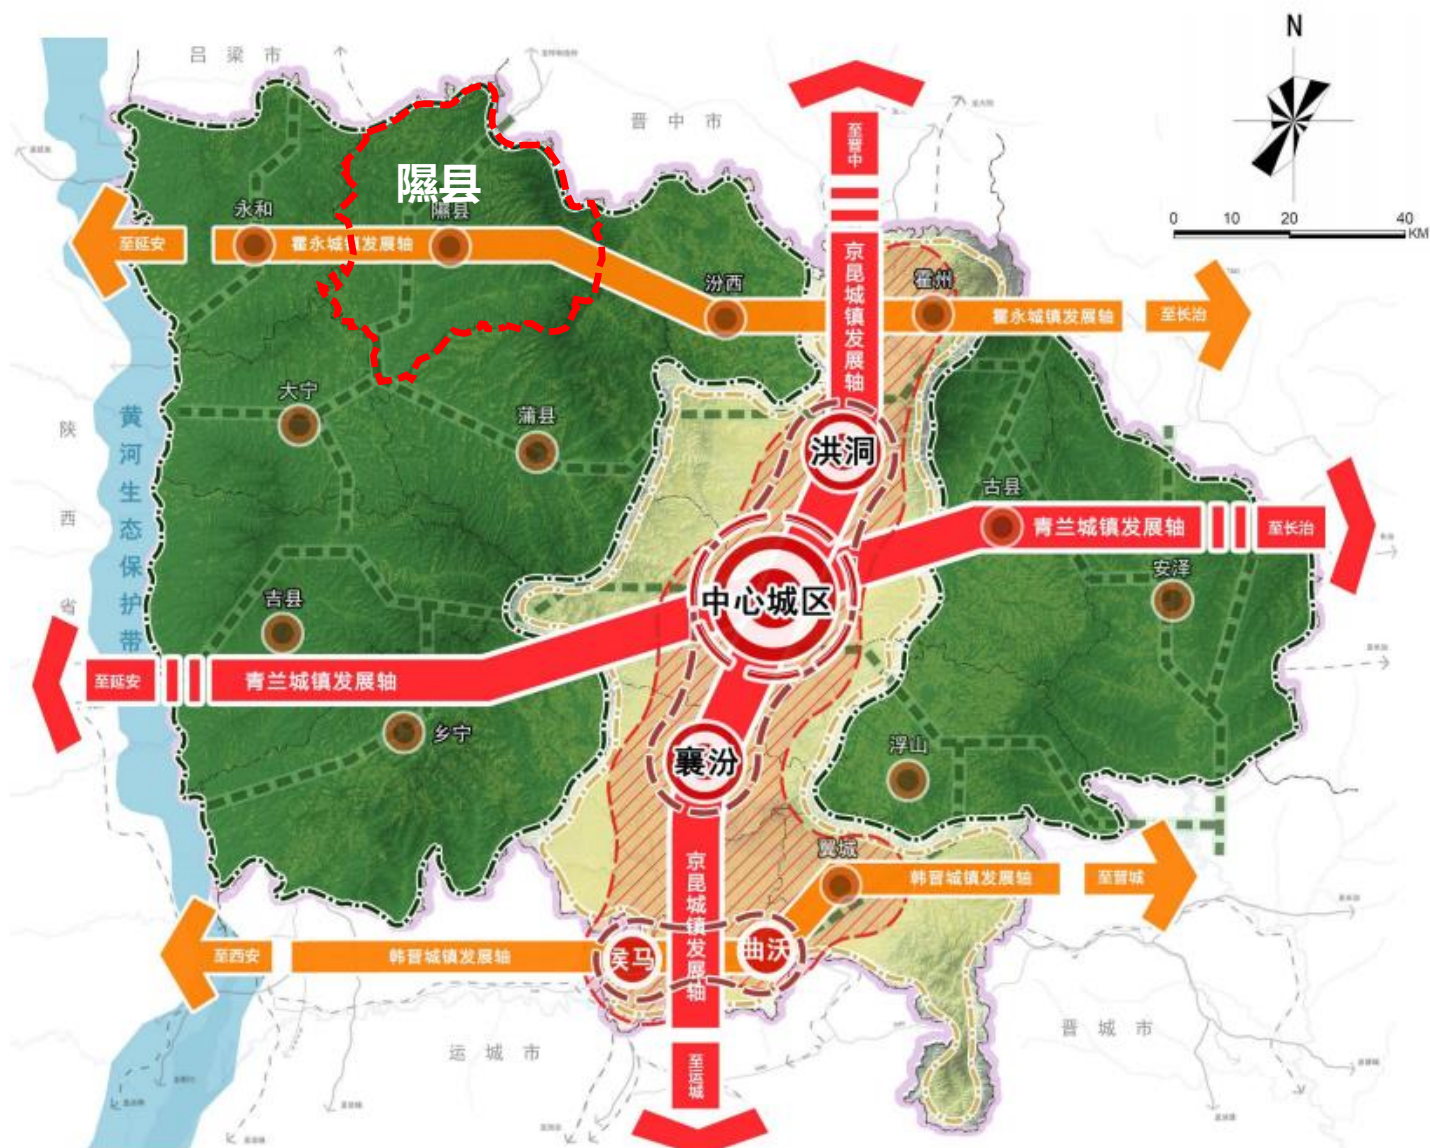 N
吕梁市
晋中市
0 10 20 40
KM
至晋中
隰县
永和
隰县
至延安
霍永城镇发展轴
京昆城镇发展轴
汾西
霍州
霍永城镇发展轴
至长治
大宁
蒲县
黄河生态保护带
陕西省
洪洞
古县
青兰城镇发展轴
至长治
安泽
中心城区
吉县
至延安
青兰城镇发展轴
乡宁
襄汾
浮山
翼城
京昆城镇发展轴
韩晋城镇发展轴
至晋城
至西安
韩晋城镇发展轴
侯马
曲沃
运城市
晋城市
至运城